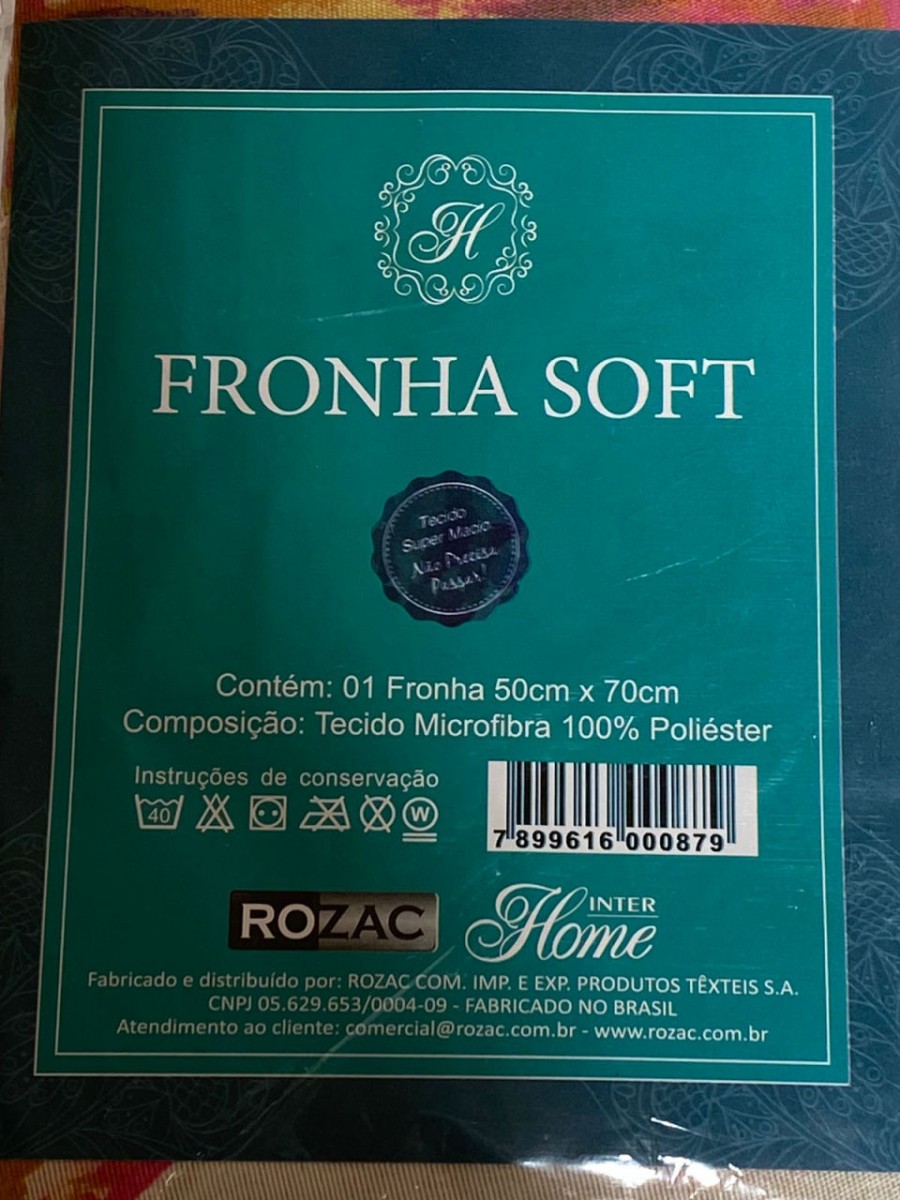 H
FRONHA SOFT
Tecido
Super Macio
Não Precisa
Passar!
Contém: 01 Fronha 50cm x 70cm
Composição: Tecido Microfibra 100% Poliéster
Instruções de conservação
40 W
7 899616 000879
ROZAC
INTER
Home
Fabricado e distribuído por: ROZAC COM. IMP. E EXP. PRODUTOS TÊXTEIS S.A.
CNPJ 05.629.653/0004-09 - FABRICADO NO BRASIL
Atendimento ao cliente: comercial@rozac.com.br - www.rozac.com.br